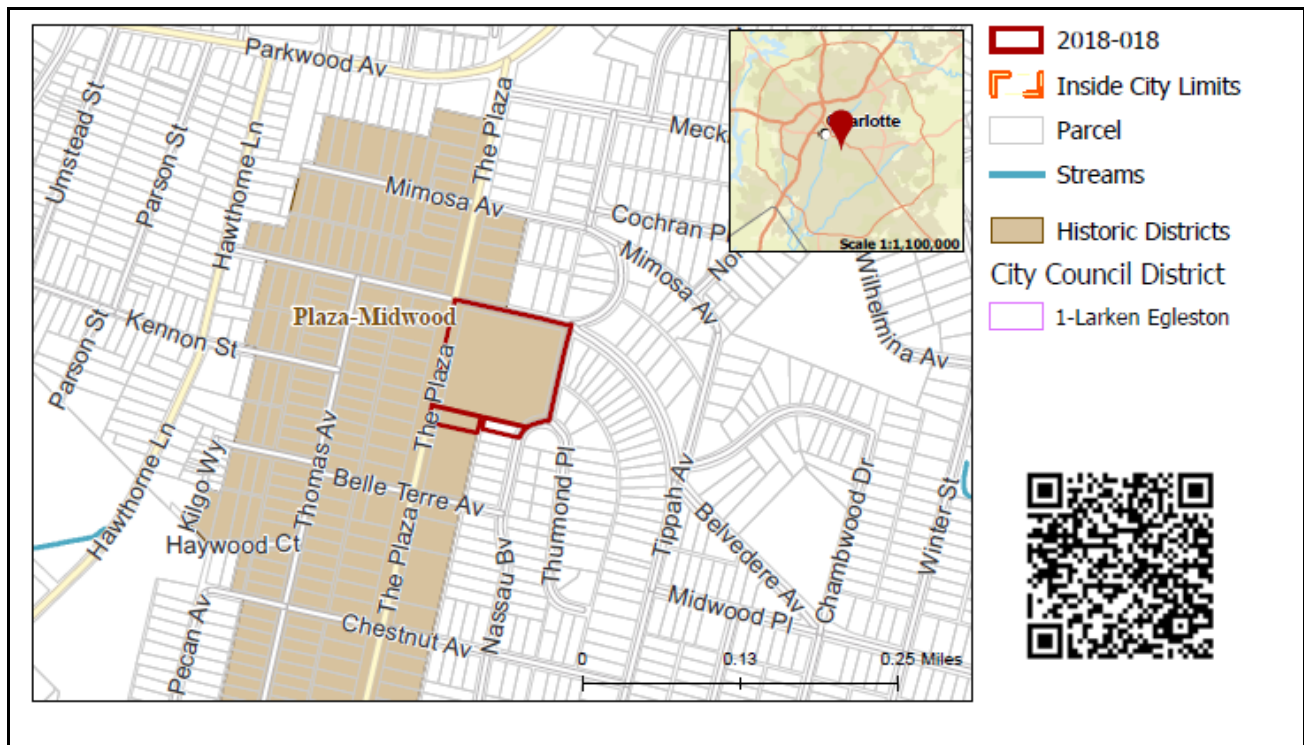 Parkwood Av
Umstead St
Parson St
Hawthorne Ln
The Plaza
Mimosa Av
Cochran
Mimosa Av
Wilhelmina Av
Plaza-Midwood
Kennon St
Parson St
The Plaza
Hawthorne Ln
Kilgo Wy
Thomas Av
Belle Terre Av
Haywood Ct
The Plaza
Nassau Bv
Thurmond Pl
Tippah Av
Belvedere Av
Chambwood Dr
Winter St
Midwood Pl
Pecan Av
Chestnut Av
0 0.13 0.25 Miles
Scale 1:1,100,000
2018-018
Inside City Limits
Parcel
Streams
Historic Districts
City Council District
1-Larken Egleston